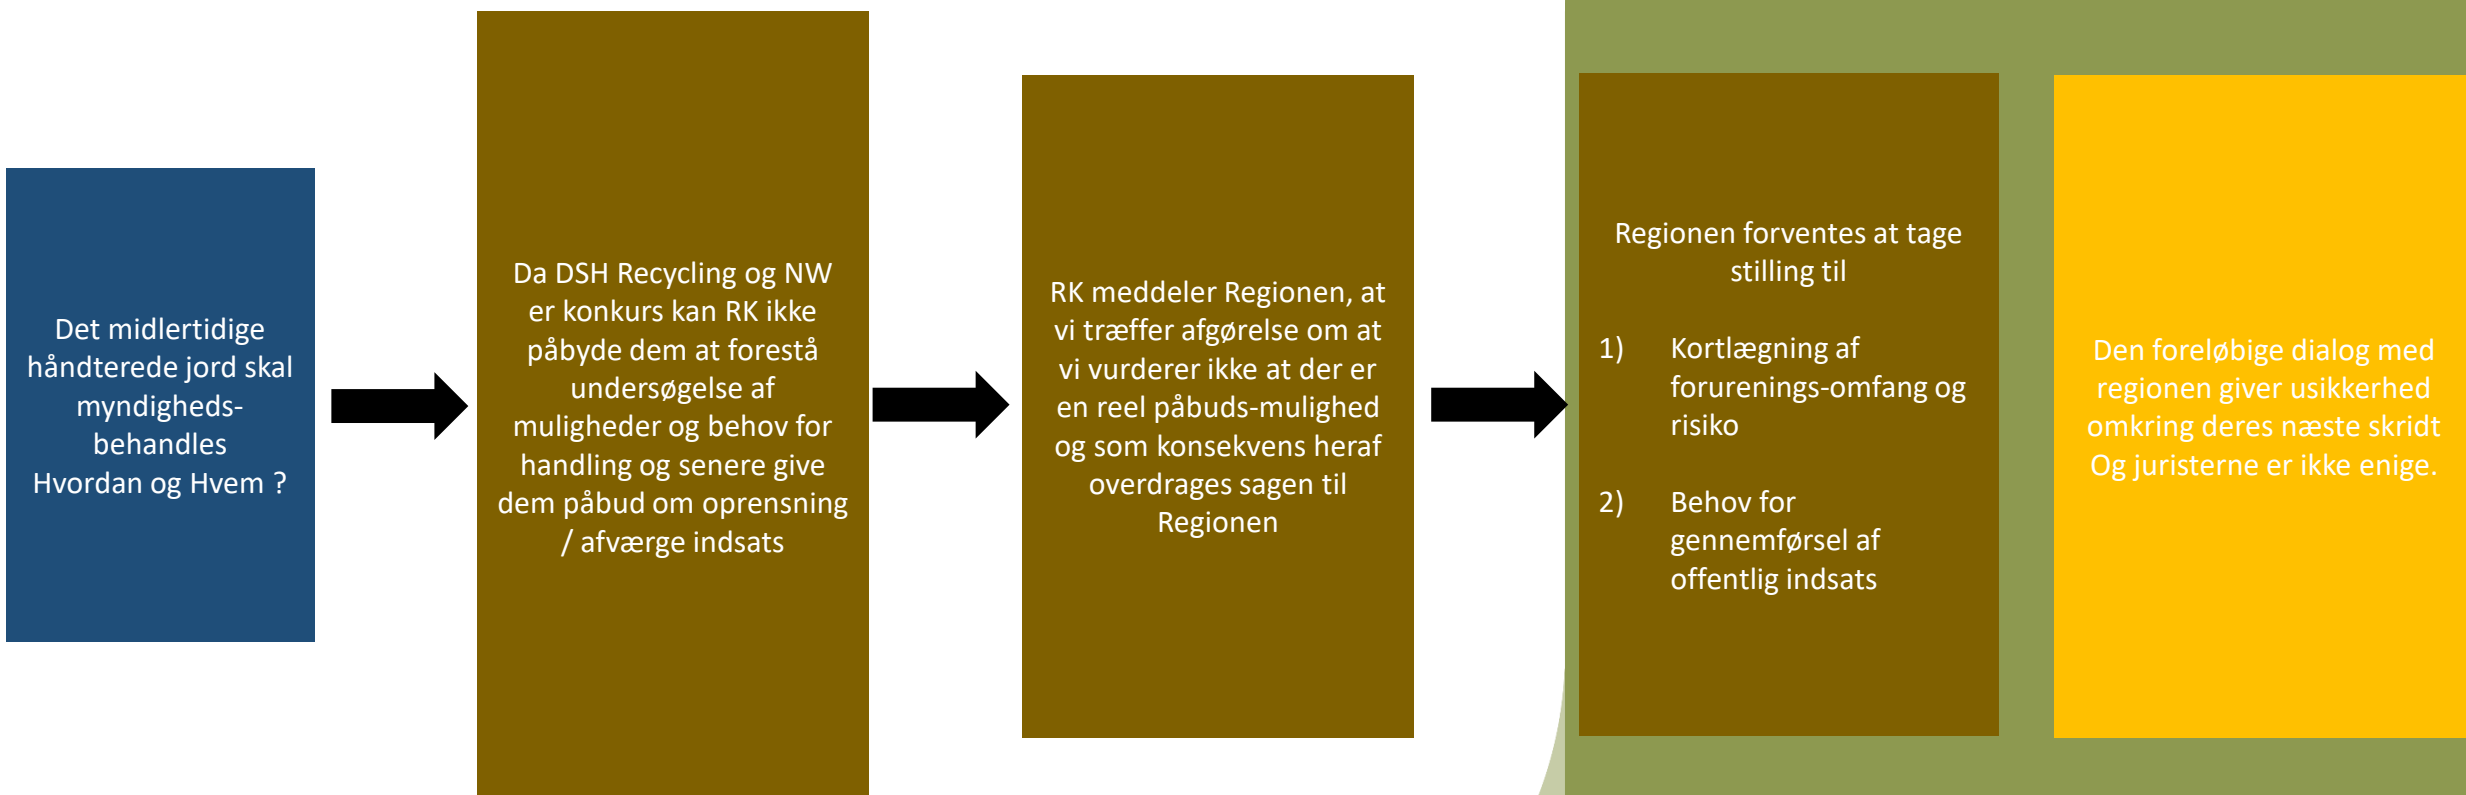 Det midlertidige
håndterede jord skal
myndigheds-
behandles
Hvordan og Hvem ?
Da DSH Recycling og NW
er konkurs kan RK ikke
påbyde dem at forestå
undersøgelse af
muligheder og behov for
handling og senere give
dem påbud om oprensning
/ afværge indsats
RK meddeler Regionen, at
vi træffer afgørelse om at
vi vurderer ikke at der er
en reel påbuds-mulighed
og som konsekvens heraf
overdrages sagen til
Regionen
Regionen forventes at tage
stilling til
1) Kortlægning af
forurenings-omfang og
risiko
2) Behov for
gennemførsel af
offentlig indsats
Den foreløbige dialog med
regionen giver usikkerhed
omkring deres næste skridt
Og juristerne er ikke enige.